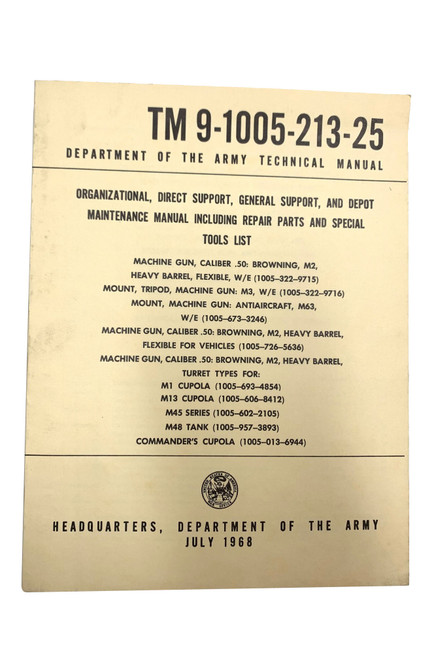 TM 9-1005-213-25
DEPARTMENT OF THE ARMY TECHNICAL MANUAL
ORGANIZATIONAL, DIRECT SUPPORT, GENERAL SUPPORT, AND DEPOT
MAINTENANCE MANUAL INCLUDING REPAIR PARTS AND SPECIAL
TOOLS LIST
MACHINE GUN, CALIBER .50: BROWNING, M2,
HEAVY BARREL, FLEXIBLE, W/E (1005-322-9715)
MOUNT, TRIPOD, MACHINE GUN: M3, W/E (1005-322-9716)
MOUNT, MACHINE GUN: ANTIAIRCRAFT, M63,
W/E (1005-673-3246)
MACHINE GUN, CALIBER .50: BROWNING, M2, HEAVY BARREL,
FLEXIBLE FOR VEHICLES (1005-726-5636)
MACHINE GUN, CALIBER .50: BROWNING, M2, HEAVY BARREL,
TURRET TYPES FOR:
M1 CUPOLA (1005-693-4854)
M13 CUPOLA (1005-606-8412)
M45 SERIES (1005-602-2105)
M48 TANK (1005-957-3893)
COMMANDER'S CUPOLA (1005-013-6944)
HEADQUARTERS, DEPARTMENT OF THE ARMY
JULY 1968